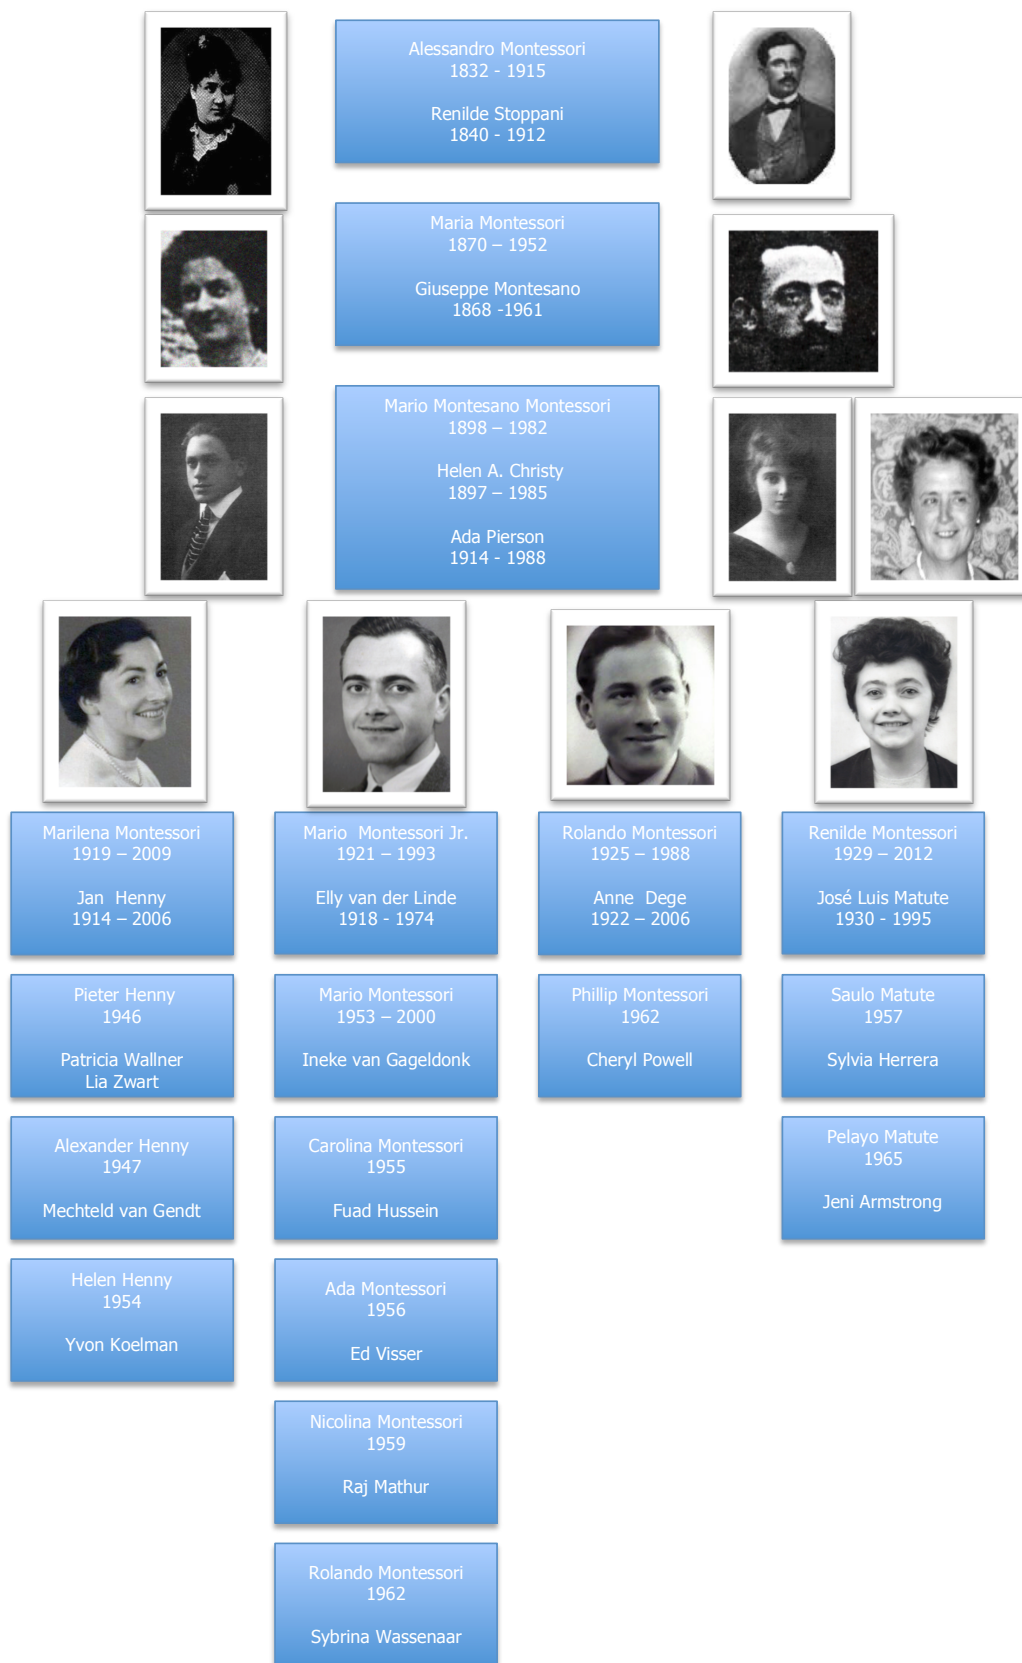 Alessandro Montessori
1832 - 1915
Renilde Stoppani
1840 - 1912
Maria Montessori
1870 – 1952
Giuseppe Montesano
1868 -1961
Mario Montesano Montessori
1898 – 1982
Helen A. Christy
1897 – 1985
Ada Pierson
1914 - 1988
Marilena Montessori
1919 – 2009
Jan Henny
1914 – 2006
Mario Montessori Jr.
1921 – 1993
Elly van der Linde
1918 - 1974
Rolando Montessori
1925 – 1988
Anne Dege
1922 – 2006
Renilde Montessori
1929 – 2012
José Luis Matute
1930 - 1995
Pieter Henny
1946
Patricia Wallner
Lia Zwart
Mario Montessori
1953 – 2000
Ineke van Gageldonk
Phillip Montessori
1962
Cheryl Powell
Saulo Matute
1957
Sylvia Herrera
Alexander Henny
1947
Mechteld van Gendt
Carolina Montessori
1955
Fuad Hussein
Pelayo Matute
1965
Jeni Armstrong
Helen Henny
1954
Yvon Koelman
Ada Montessori
1956
Ed Visser
Nicolina Montessori
1959
Raj Mathur
Rolando Montessori
1962
Sybrina Wassenaar